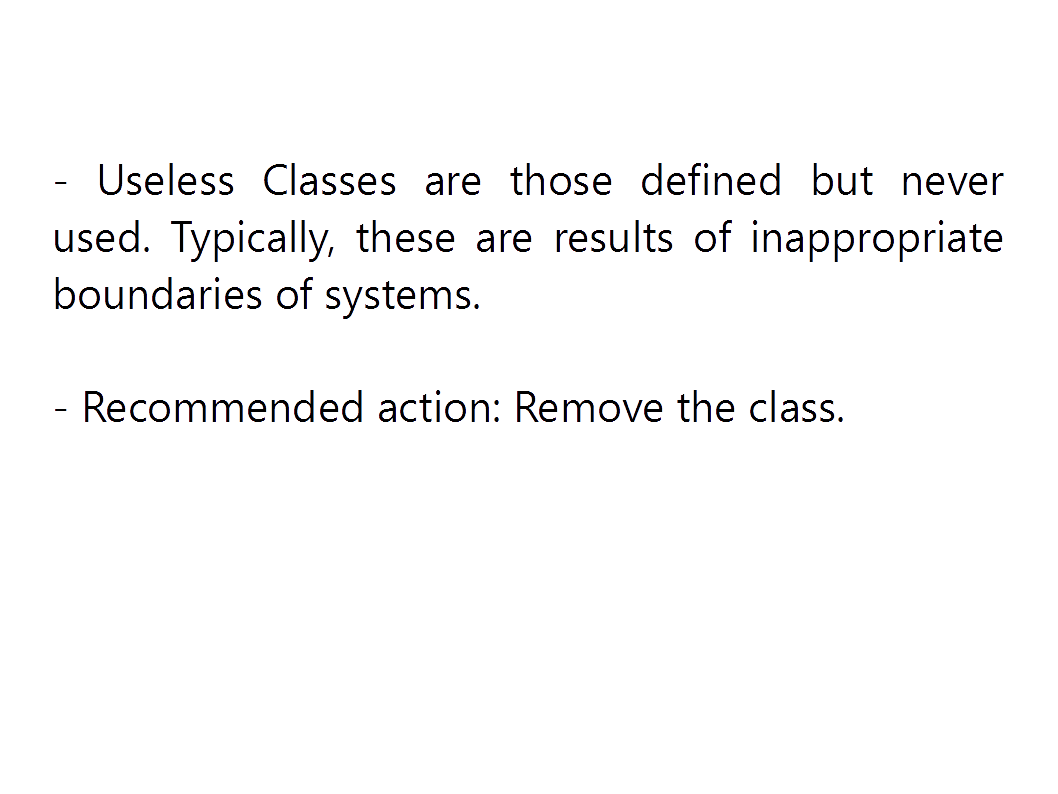 - Useless Classes are those defined but never
used. Typically, these are results of inappropriate
boundaries of systems.
- Recommended action: Remove the class.